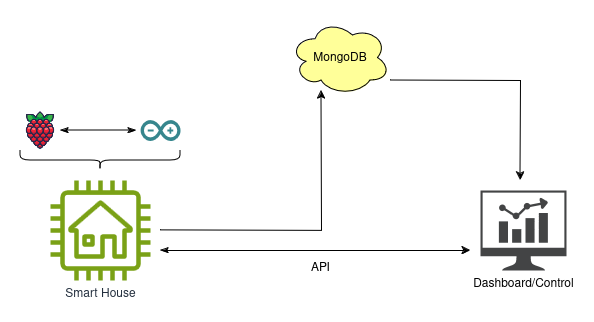 MongoDB
Smart House
API
Dashboard/Control